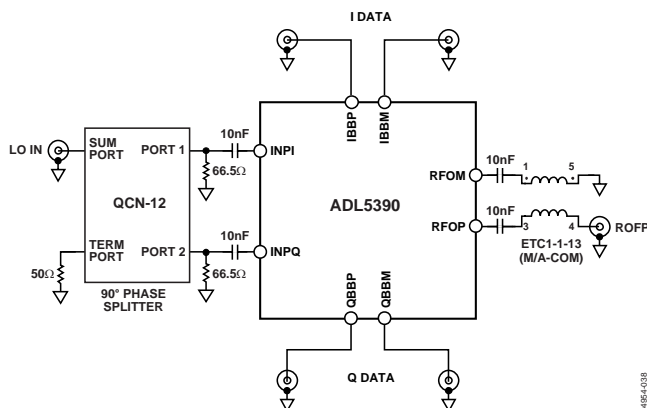 I DATA
IBBP
IBBM
LO IN
SUM
PORT
PORT 1
10nF
INPI
66.5Ω
QCN-12
ADL5390
RFOM
10nF
1
5
RFOP
10nF
3
4
ROFP
ETC1-1-13
(M/A-COM)
TERM
PORT
PORT 2
10nF
INPQ
66.5Ω
50Ω
90° PHASE
SPLITTER
QBBP
QBBM
Q DATA
4954-038